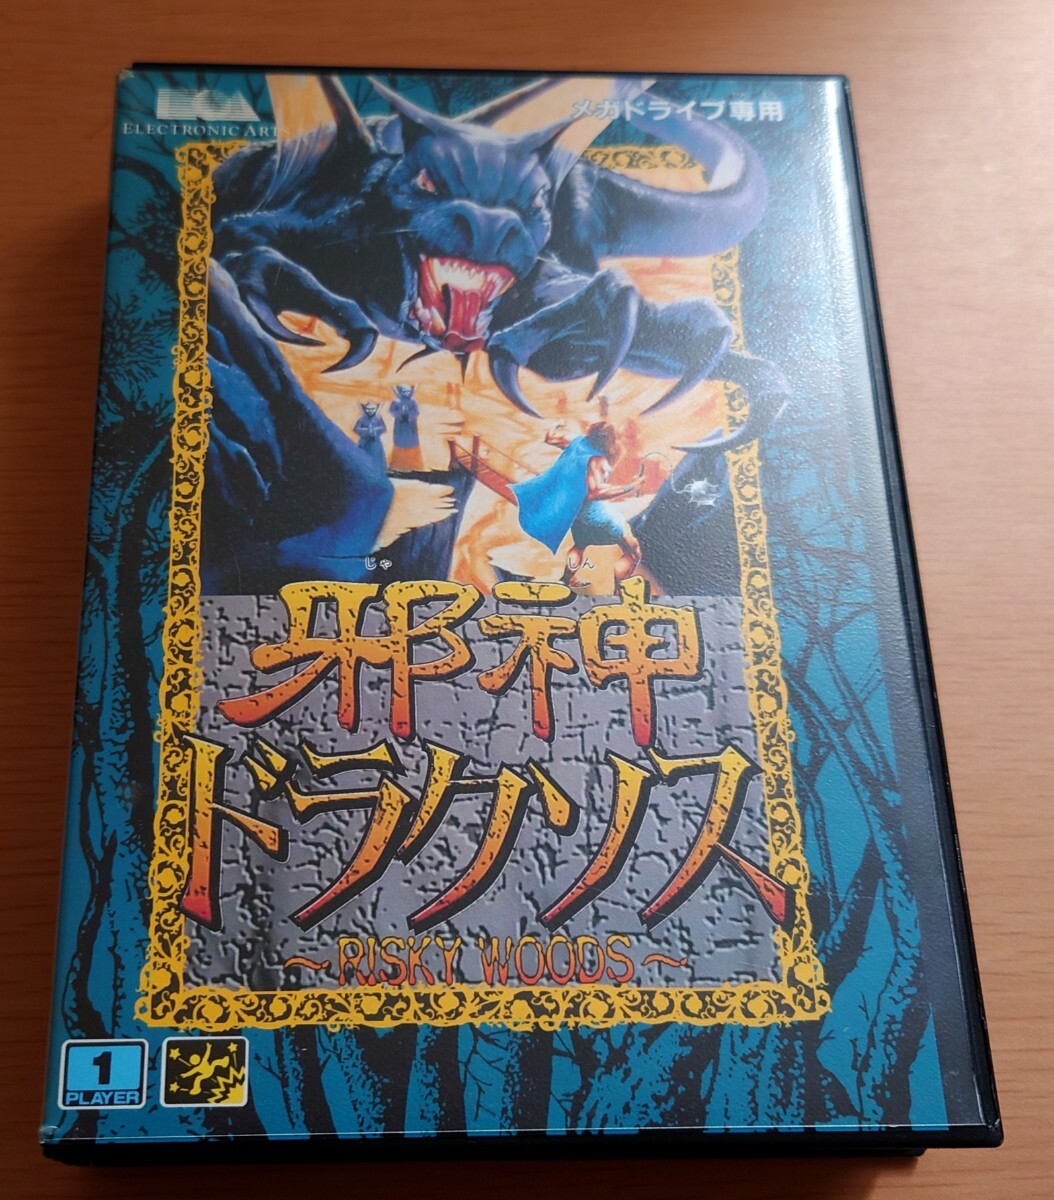 メガドライブ専用
ELECTRONIC ARTS
じゃ しん
邪神
ドラクソス
～RISKY WOODS～
1
PLAYER